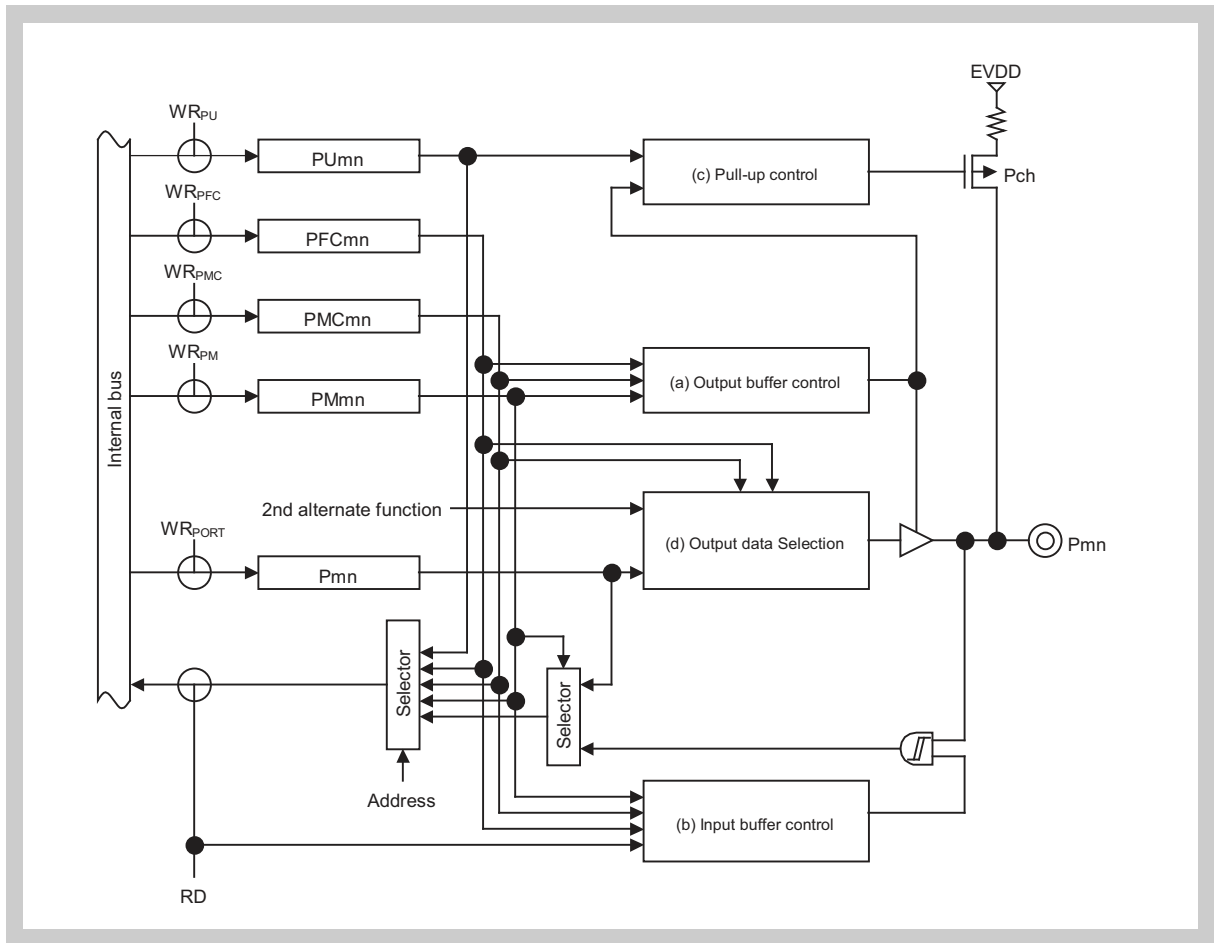 EVDD
WRPU
PUmn
(c) Pull-up control
Pch
WRPFC
PFCmn
WRPMC
PMCmn
WRPM
PMmn
(a) Output buffer control
Internal bus
2nd alternate function
(d) Output data Selection
WRPORT
Pmn
Pmn
Selector
Selector
Address
(b) Input buffer control
RD